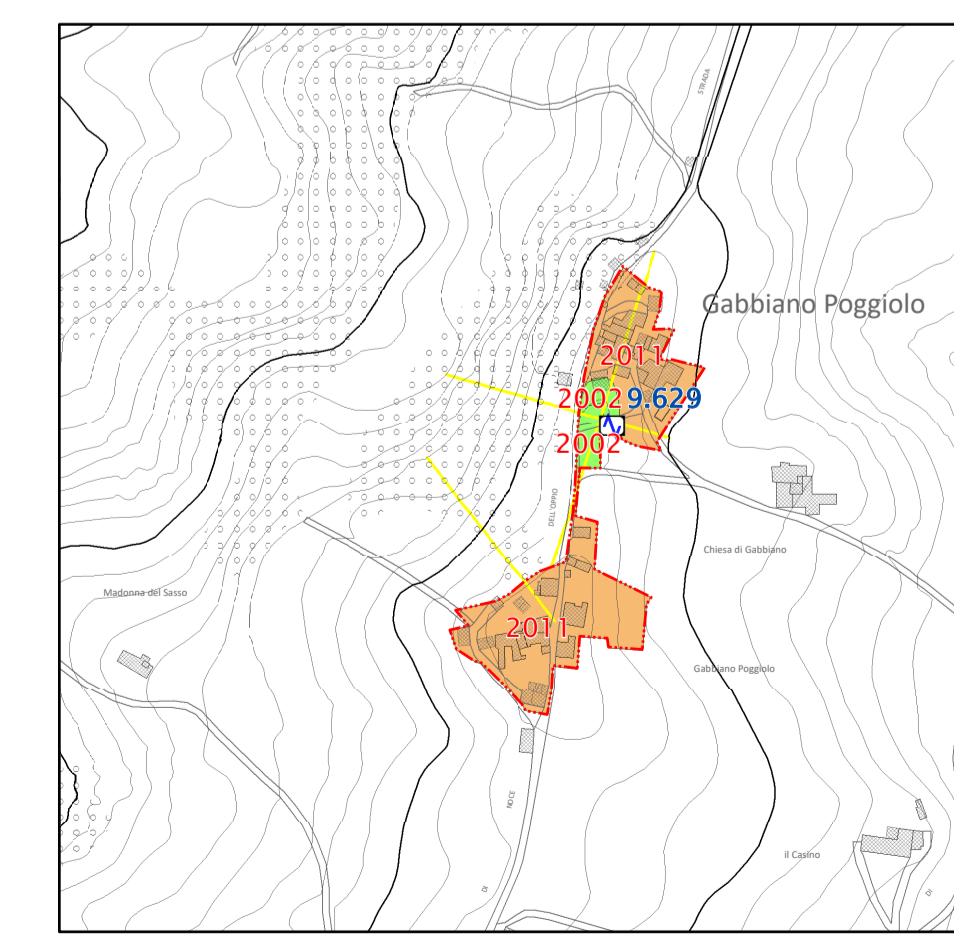 STRADA
Gabbiano Poggiolo
2011
2002 9.629
2002
DELL'OPPIO
Chiesa di Gabbiano
Madonna del Sasso
2011
Gabbiano Poggiolo
NOCE
il Casino
DI
DI